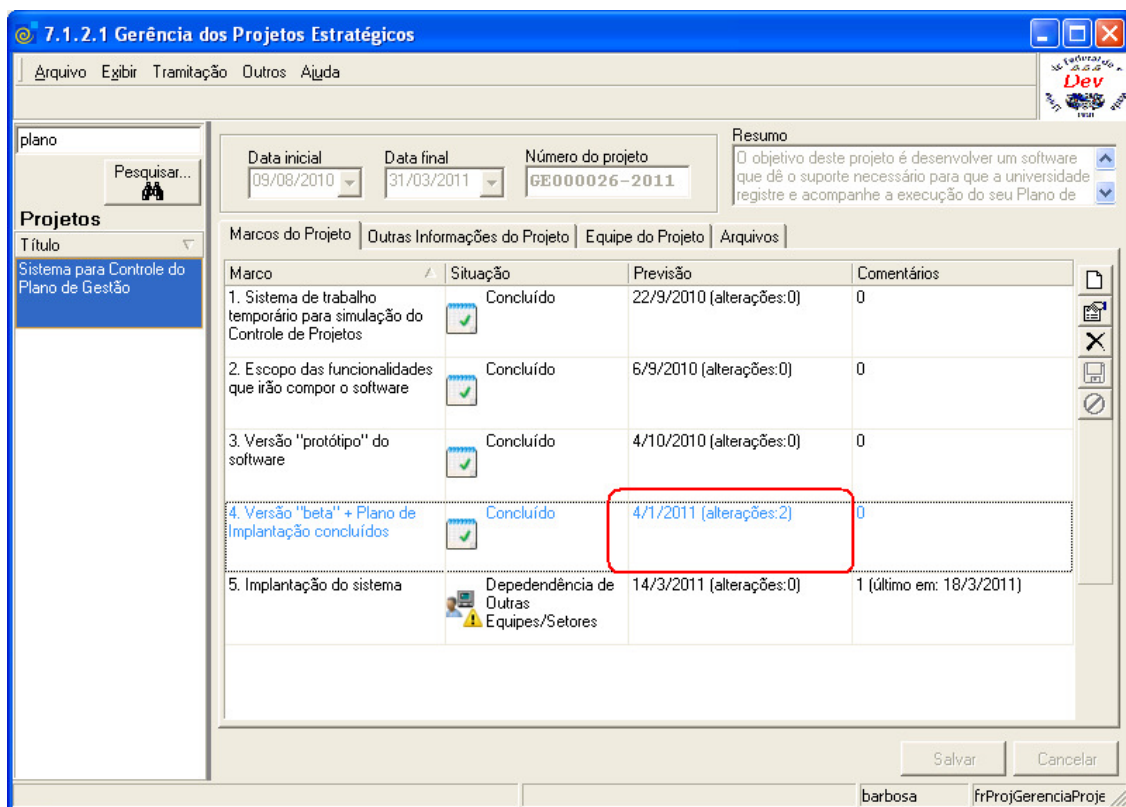 7.1.2.1 Gerência dos Projetos Estratégicos
Arquivo Exibir Tramitação Outros Ajuda
Dev
plano
Pesquisar...
Projetos
Título
Sistema para Controle do
Plano de Gestão
Data inicial
09/08/2010
Data final
31/03/2011
Número do projeto
GE000026-2011
Resumo
O objetivo deste projeto é desenvolver um software
que dê o suporte necessário para que a universidade
registre e acompanhe a execução do seu Plano de
Marcos do Projeto Outras Informações do Projeto Equipe do Projeto Arquivos
Marco Situação Previsão Comentários
1. Sistema de trabalho
temporário para simulação do
Controle de Projetos
Concluído
22/9/2010 (alterações:0)
0
2. Escopo das funcionalidades
que irão compor o software
Concluído
6/9/2010 (alterações:0)
0
3. Versão "protótipo" do
software
Concluído
4/10/2010 (alterações:0)
0
4. Versão "beta" + Plano de
Implantação concluídos
Concluído
4/1/2011 (alterações:2)
0
5. Implantação do sistema
Depedendência de
Outras
Equipes/Setores
14/3/2011 (alterações:0)
1 (último em: 18/3/2011)
Salvar Cancelar
barbosa frProjGerenciaProje